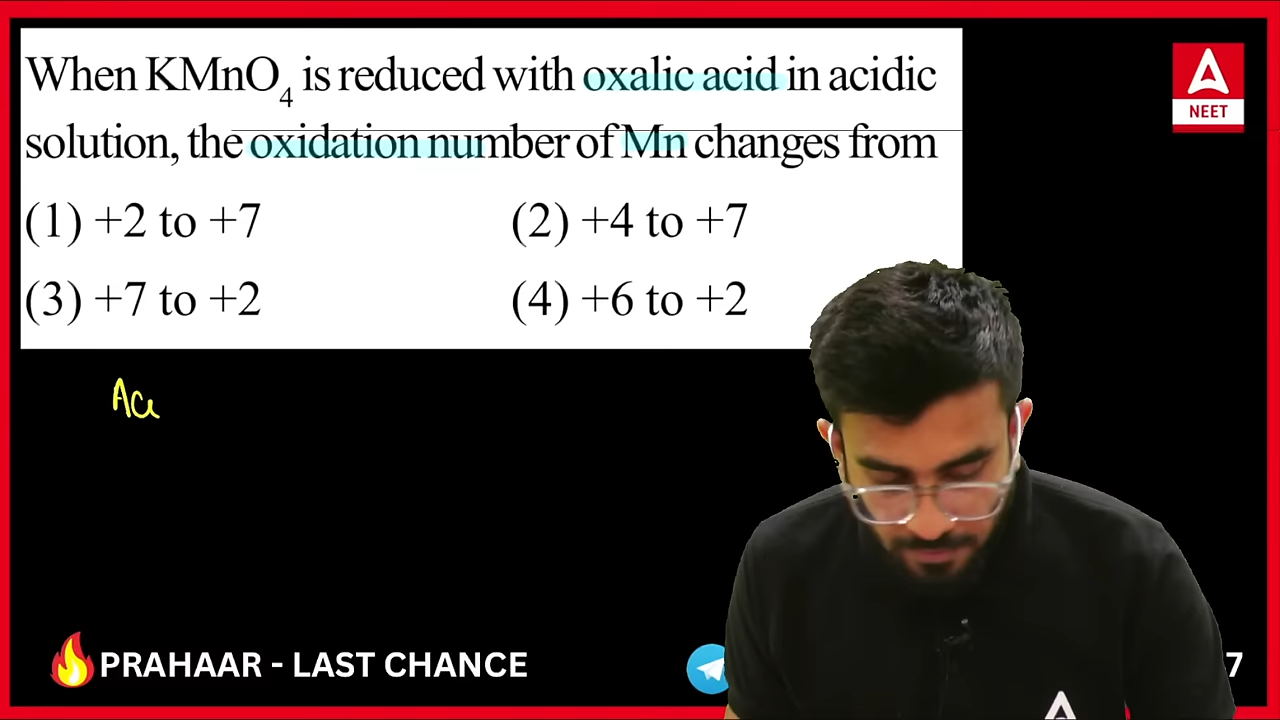 When KMnO₄ is reduced with oxalic acid in acidic
solution, the oxidation number of Mn changes from
(1) +2 to +7 (2) +4 to +7
(3) +7 to +2 (4) +6 to +2
NEET
PRAHAAR - LAST CHANCE
7